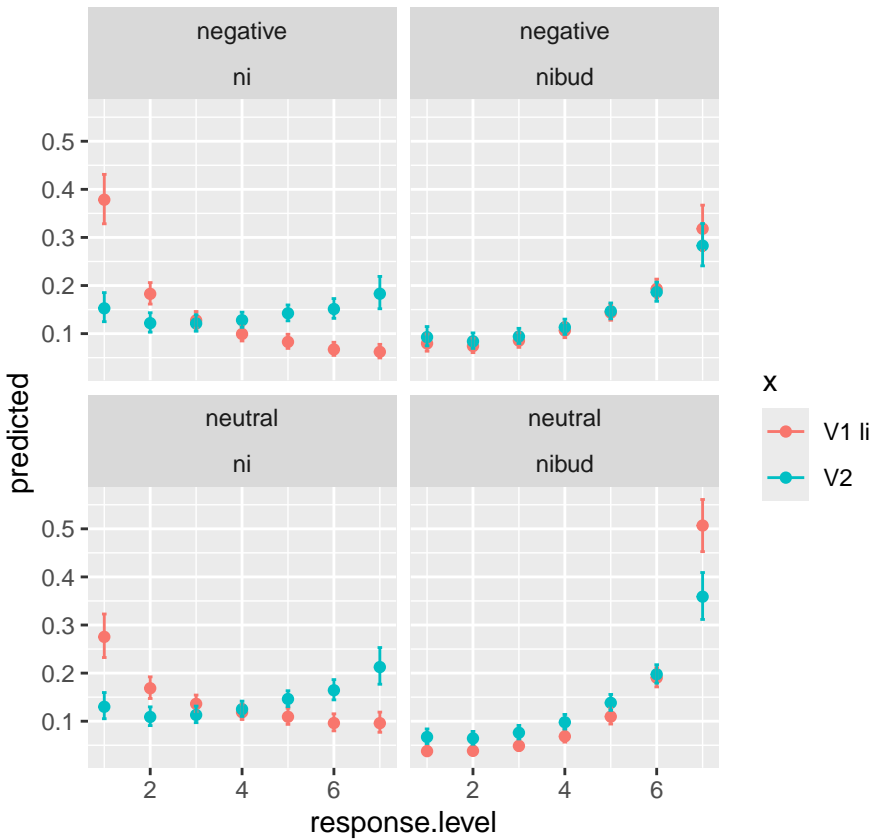 negative
ni
negative
nibud
0.5
0.4
0.3
0.2
0.1
neutral
ni
neutral
nibud
0.5
0.4
0.3
0.2
0.1
2
4
6
2
4
6
response.level
predicted
x
V1 li
V2